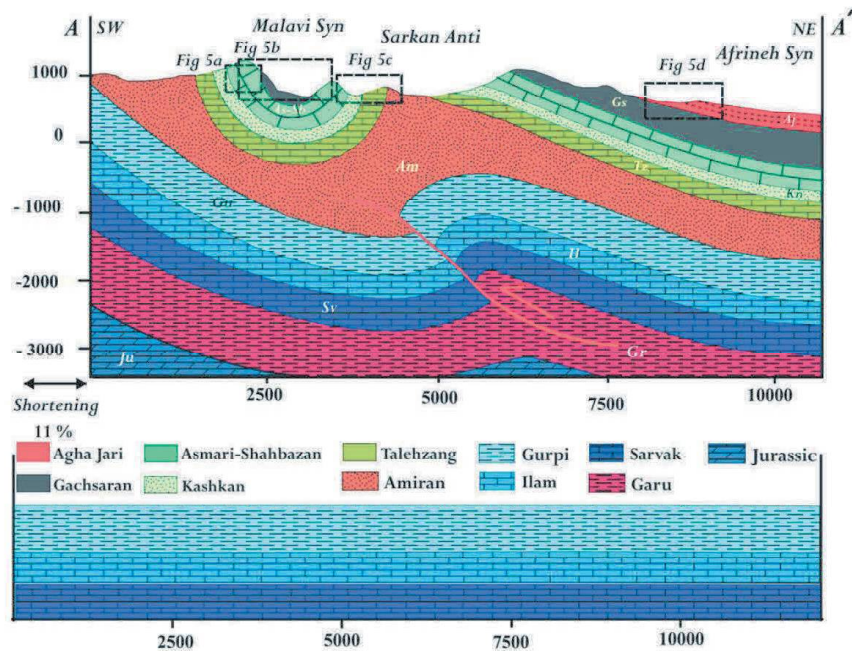 A SW
Malavi Syn
NE A'
Fig 5a
Fig 5b
Sarkan Anti
Fig 5c
Fig 5d
Afrineh Syn
1000
0
- 1000
-2000
- 3000
Gs
Aj
Am
Tz
Kn
Gu
Il
Sv
Gr
Ju
2500
5000
7500
10000
Shortening
11 %
Agha Jari
Asmari-Shahbazan
Talehzang
Gurpi
Sarvak
Jurassic
Gachsaran
Kashkan
Amiran
Ilam
Garu
2500
5000
7500
10000